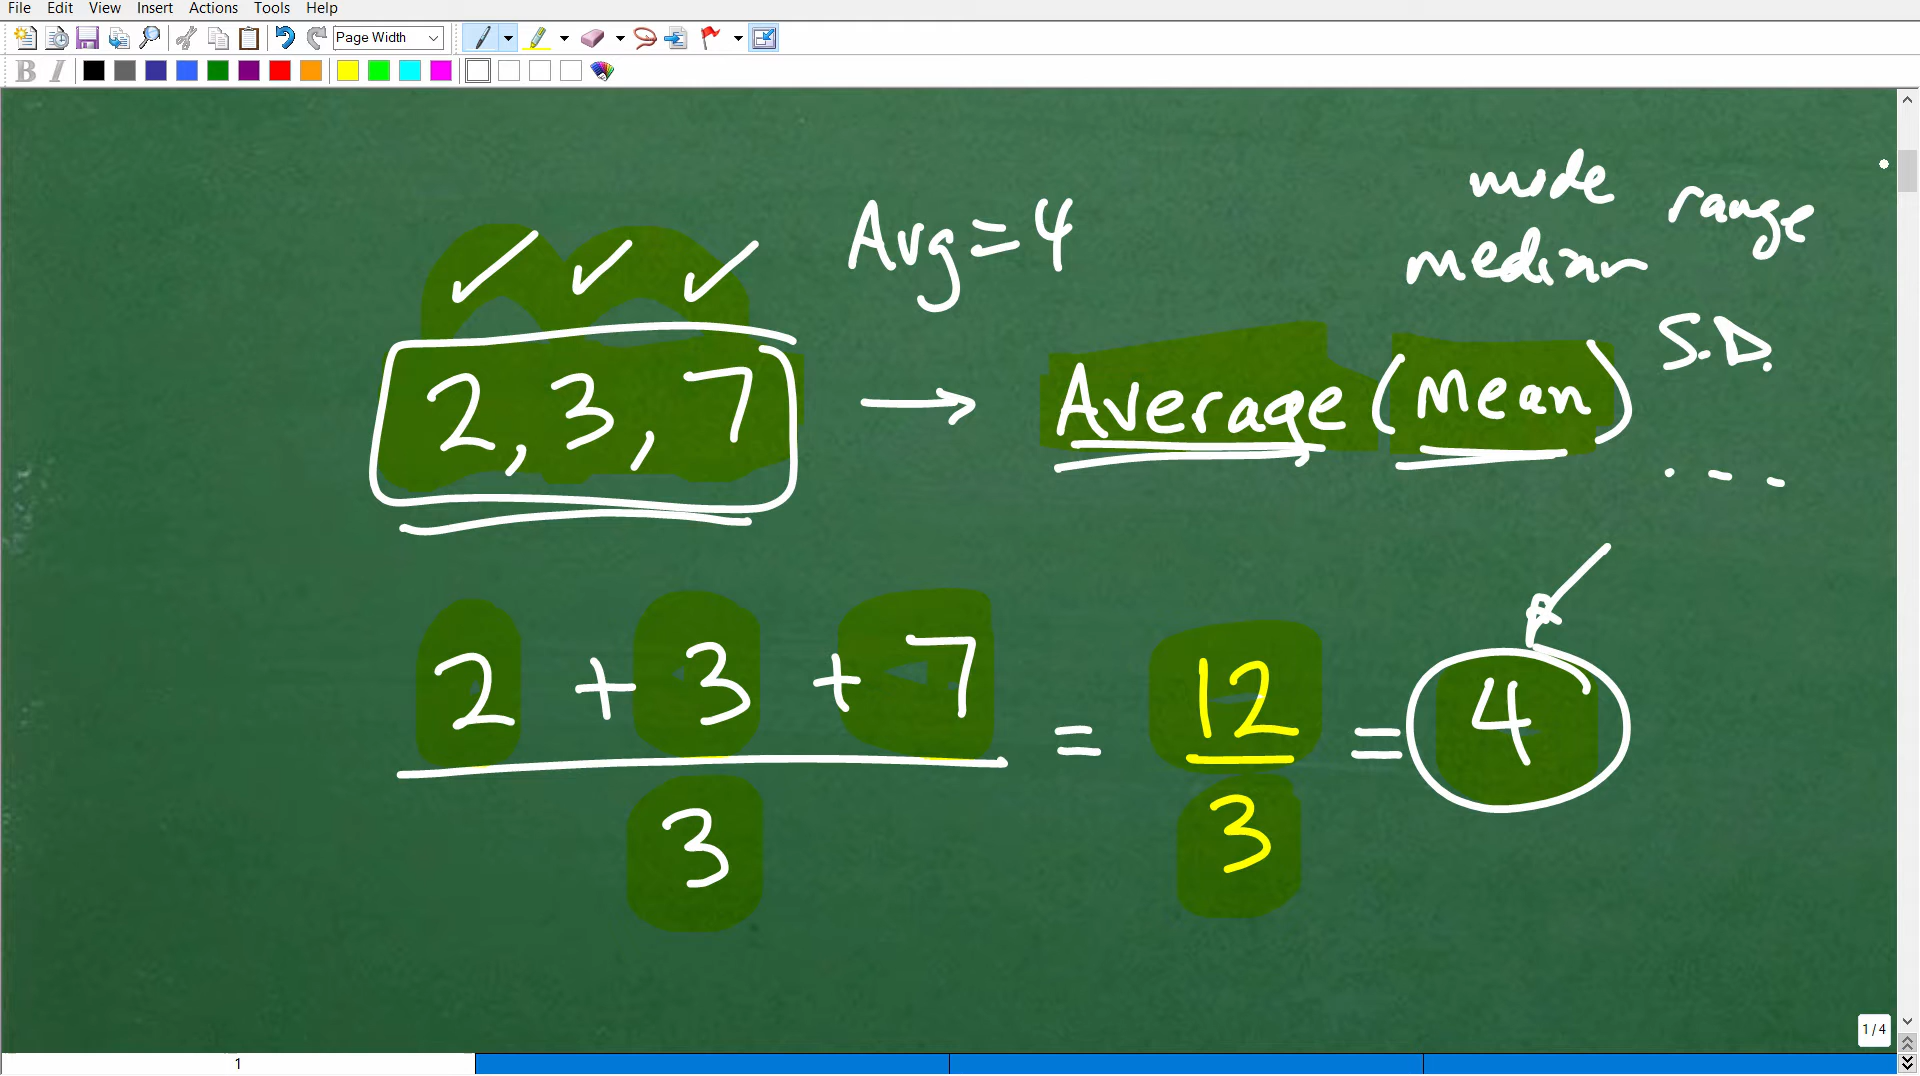 File Edit View Insert Actions Tools Help
Page Width
B I
mode range
Avg = 4
median
S.D.
2, 3, 7 → Average (Mean)
. - -
2 + 3 + 7
= 12 = 4
3 3
1 / 4
1